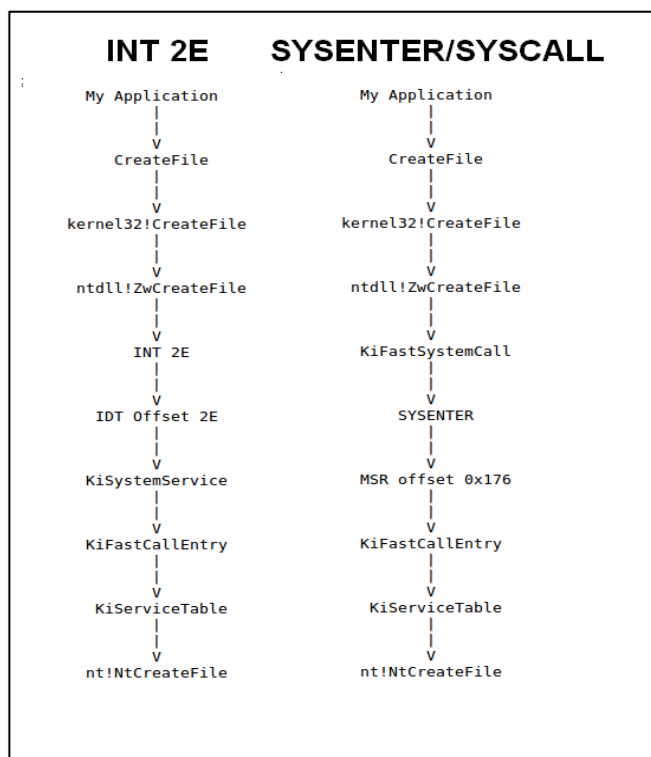 INT 2E SYSENTER/SYSCALL
My Application My Application
| |
| |
V V
CreateFile CreateFile
| |
| |
V V
kernel32!CreateFile kernel32!CreateFile
| |
| |
V V
ntdll!ZwCreateFile ntdll!ZwCreateFile
| |
| |
V V
INT 2E KiFastSystemCall
| |
| |
V V
IDT Offset 2E SYSENTER
| |
| |
V V
KiSystemService MSR offset 0x176
| |
| |
V V
KiFastCallEntry KiFastCallEntry
| |
| |
V V
KiServiceTable KiServiceTable
| |
| |
V V
nt!NtCreateFile nt!NtCreateFile